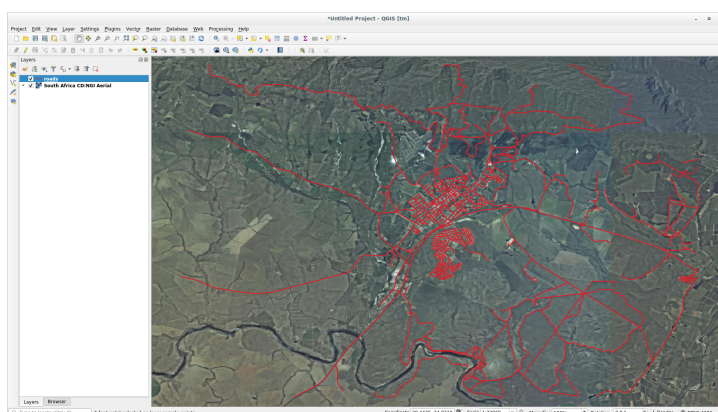 *Untitled Project - QGIS [tm]
Project Edit View Layer Settings Plugins Vector Raster Database Web Processing Help
Layers
roads
South Africa CD:NGI Aerial
Layers Browser